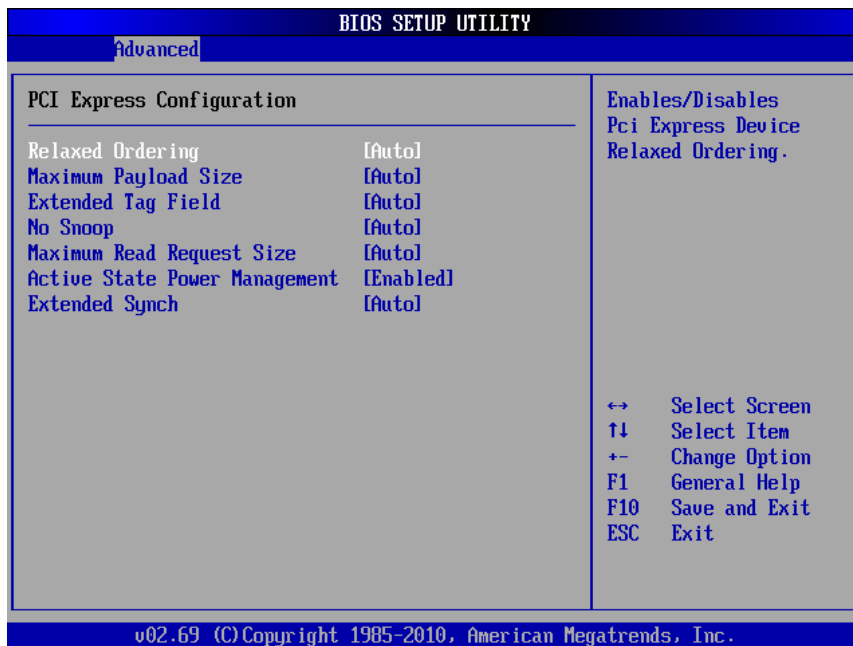 BIOS SETUP UTILITY
Advanced
PCI Express Configuration
Relaxed Ordering [Auto]
Maximum Payload Size [Auto]
Extended Tag Field [Auto]
No Snoop [Auto]
Maximum Read Request Size [Auto]
Active State Power Management [Enabled]
Extended Synch [Auto]
Enables/Disables
Pci Express Device
Relaxed Ordering.
←→ Select Screen
↑↓ Select Item
+- Change Option
F1 General Help
F10 Save and Exit
ESC Exit
v02.69 (C)Copyright 1985-2010, American Megatrends, Inc.